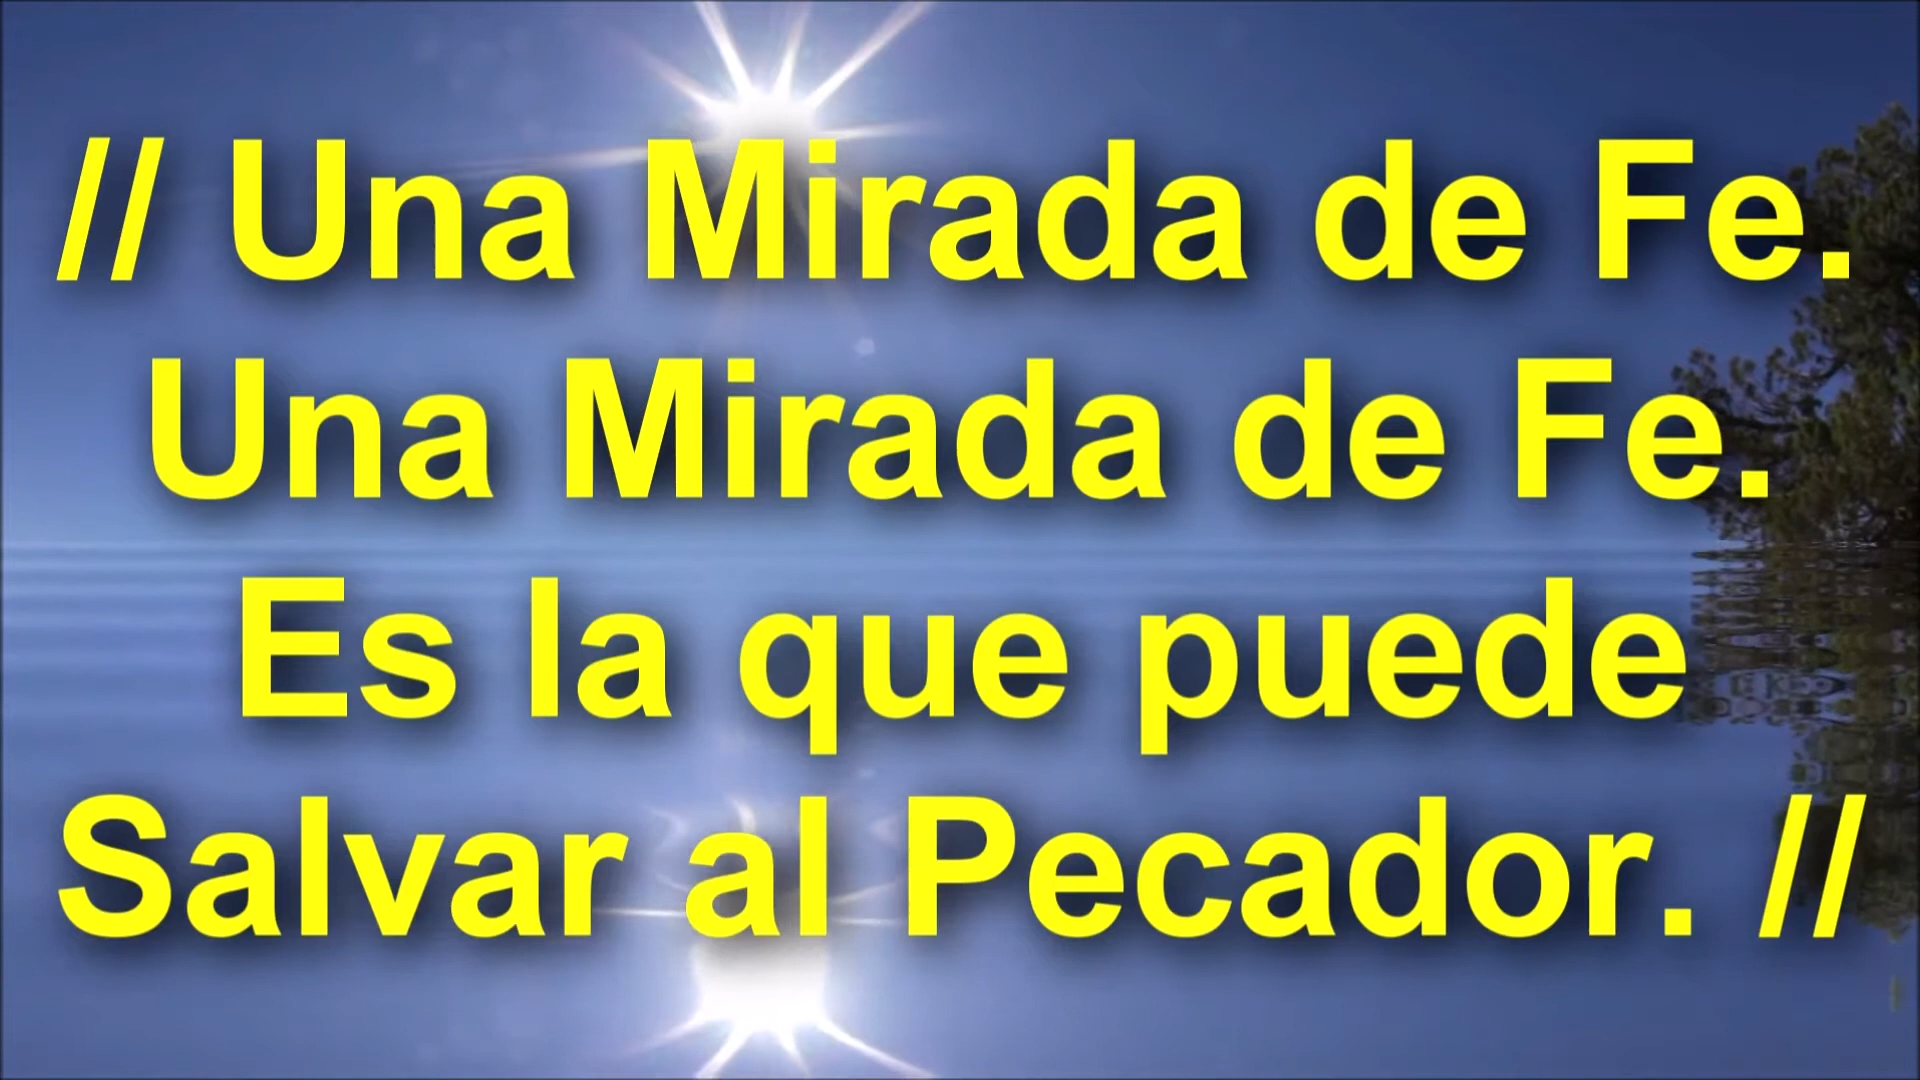 // Una Mirada de Fe.
Una Mirada de Fe.
Es la que puede
Salvar al Pecador. //